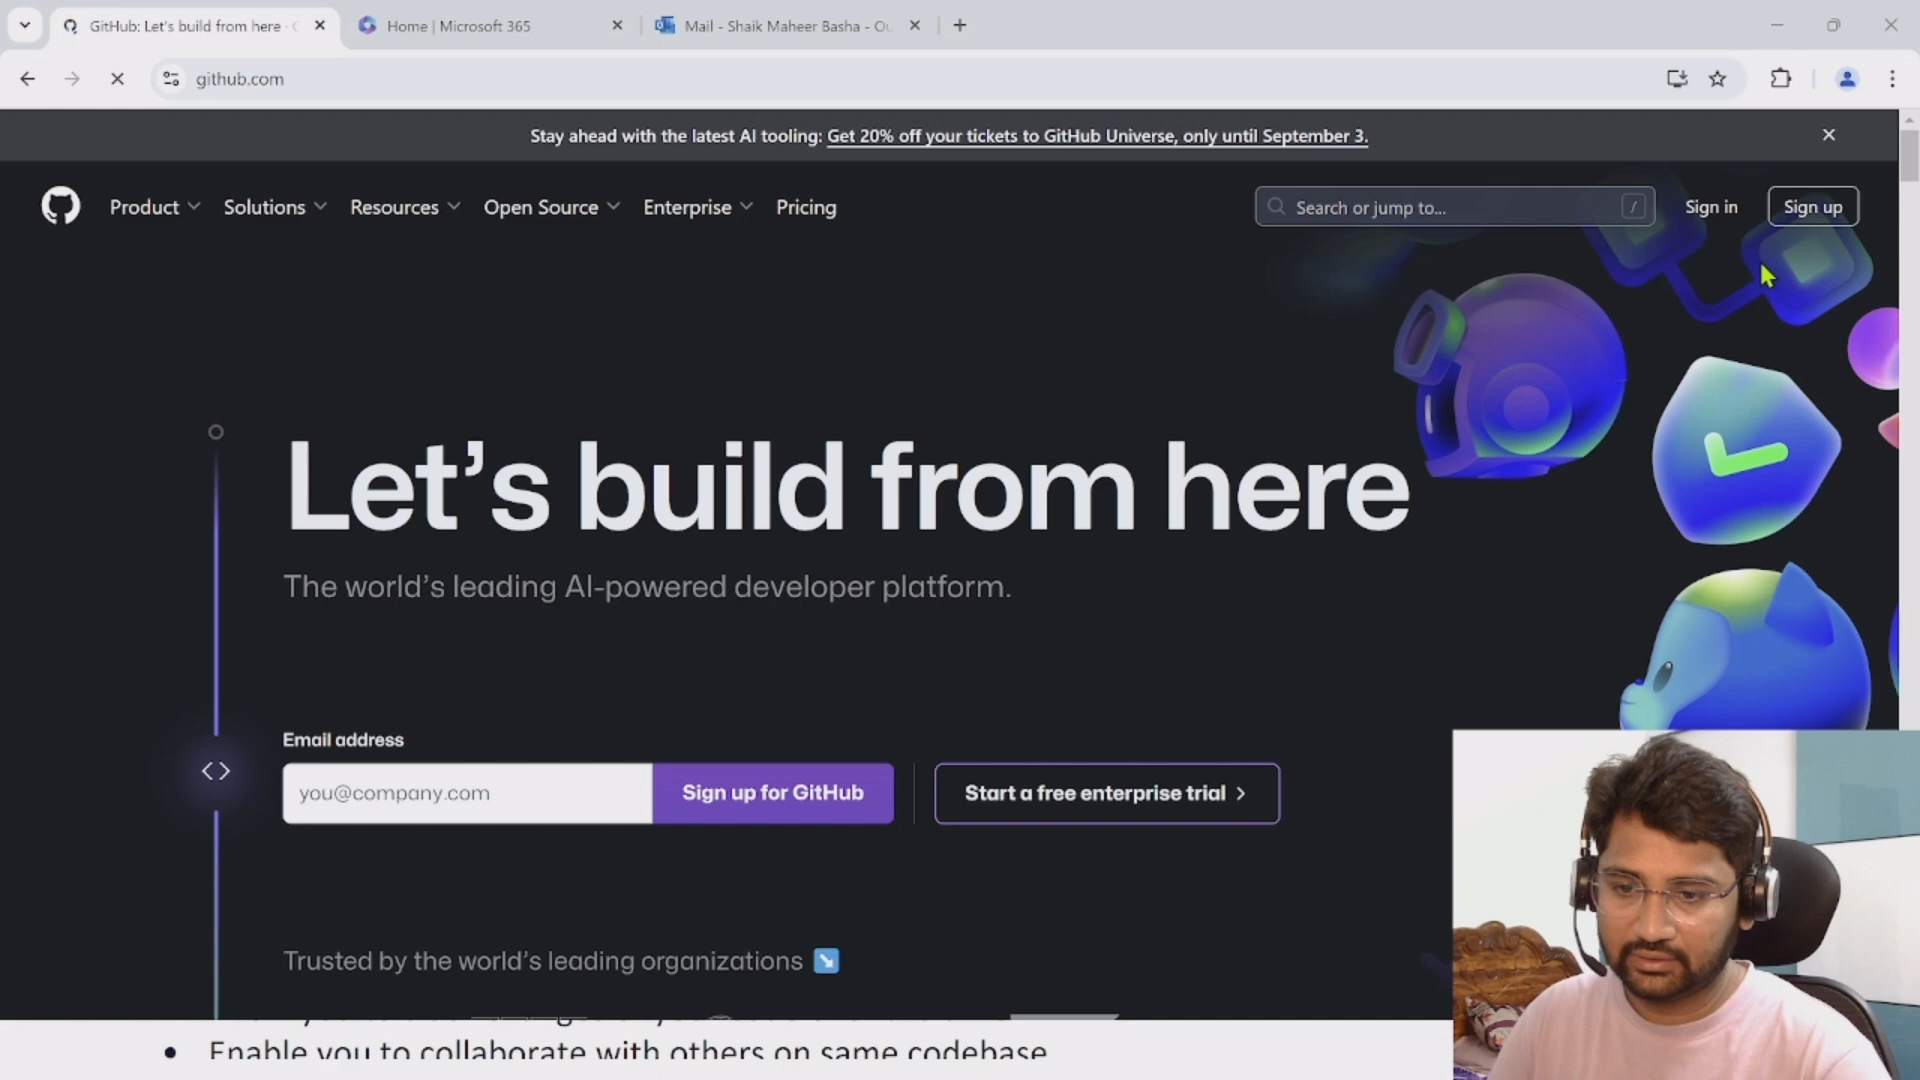 GitHub: Let's build from here ·
Home | Microsoft 365
Mail - Shaik Maheer Basha -
github.com
Stay ahead with the latest AI tooling: Get 20% off your tickets to GitHub Universe, only until September 3.
Product
Solutions
Resources
Open Source
Enterprise
Pricing
Search or jump to...
/
Sign in
Sign up
Let's build from here
The world's leading AI-powered developer platform.
Email address
you@company.com
Sign up for GitHub
Start a free enterprise trial
Trusted by the world's leading organizations
• Enable you to collaborate with others on same codebase